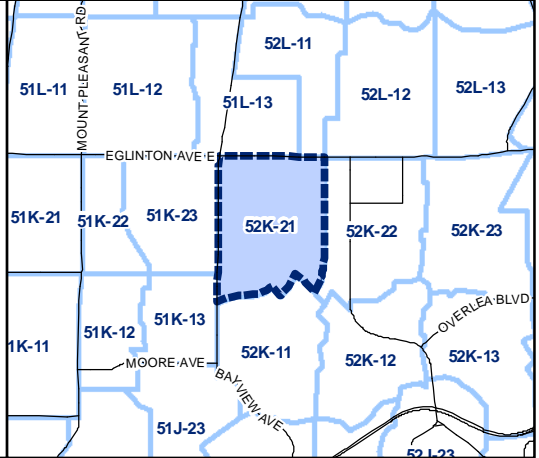 MOUNT PLEASANT RD
52L-11
51L-11
51L-12
51L-13
52L-12
52L-13
EGLINTON AVE E
51K-21
51K-22
51K-23
52K-21
52K-22
52K-23
51K-12
51K-13
1K-11
MOORE AVE
52K-11
52K-12
52K-13
OVERLEA BLVD
BAYVIEW AVE
51J-23
52J-23